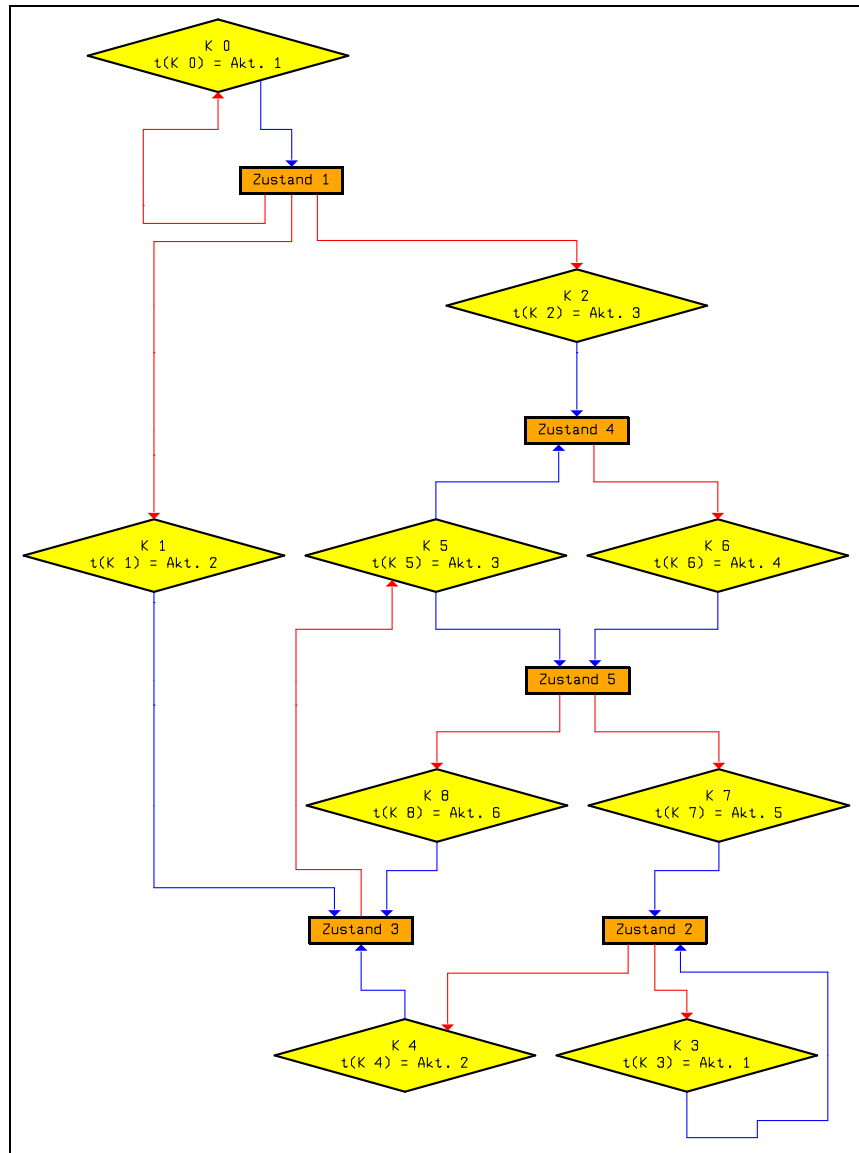 K 0
t(K 0) = Akt. 1
Zustand 1
K 2
t(K 2) = Akt. 3
Zustand 4
K 1
t(K 1) = Akt. 2
K 5
t(K 5) = Akt. 3
K 6
t(K 6) = Akt. 4
Zustand 5
K 8
t(K 8) = Akt. 6
K 7
t(K 7) = Akt. 5
Zustand 3
Zustand 2
K 4
t(K 4) = Akt. 2
K 3
t(K 3) = Akt. 1